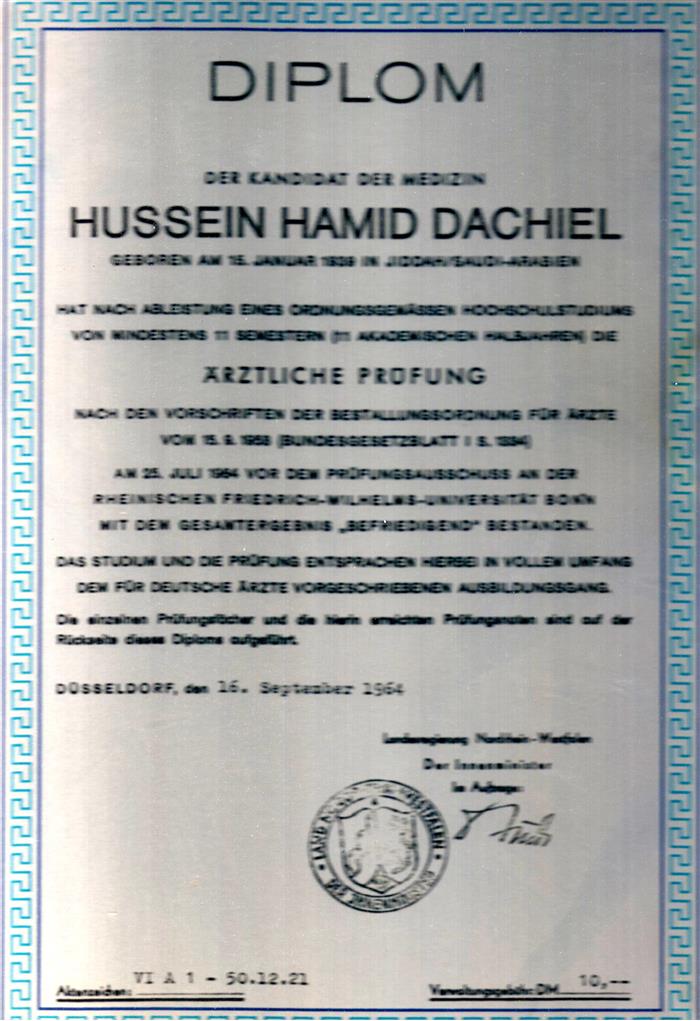 DIPLOM
DER KANDIDAT DER MEDIZIN
HUSSEIN HAMID DACHIEL
GEBOREN AM 15. JANUAR 1939 IN JIDDAH/SAUDI-ARABIEN
HAT NACH ABLEISTUNG EINES ORDNUNGSGEMÄSSEN HOCHSCHULSTUDIUMS
VON MINDESTENS 11 SEMESTERN (11 AKADEMISCHEN HALBJAHREN) DIE
ÄRZTLICHE PRÜFUNG
NACH DEN VORSCHRIFTEN DER BESTALLUNGSORDNUNG FÜR ÄRZTE
VOM 15. 9. 1953 (BUNDESGESETZBLATT I S. 1334)
AM 25. JULI 1964 VOR DEM PRÜFUNGSAUSSCHUSS AN DER
RHEINISCHEN FRIEDRICH-WILHELMS-UNIVERSITÄT BONN
MIT DEM GESAMTERGEBNIS „BEFRIEDIGEND" BESTANDEN.
DAS STUDIUM UND DIE PRÜFUNG ENTSPRACHEN HIERBEI IN VOLLEM UMFANG
DEM FÜR DEUTSCHE ÄRZTE VORGESCHRIEBENEN AUSBILDUNGSGANG.
Die einzelnen Prüfungsfächer und die hierin erreichten Prüfungsnoten sind auf der
Rückseite dieses Diploms aufgeführt.
DÜSSELDORF, den 16. September 1964
Landesregierung Nordrhein-Westfalen
Der Innenminister
Im Auftrage:
LAND NORDRHEIN-WESTFALEN
DER INNENMINISTER
Aktenzeichen: VI A 1 - 50.12.21
Verwaltungsgebühr: DM 10,--